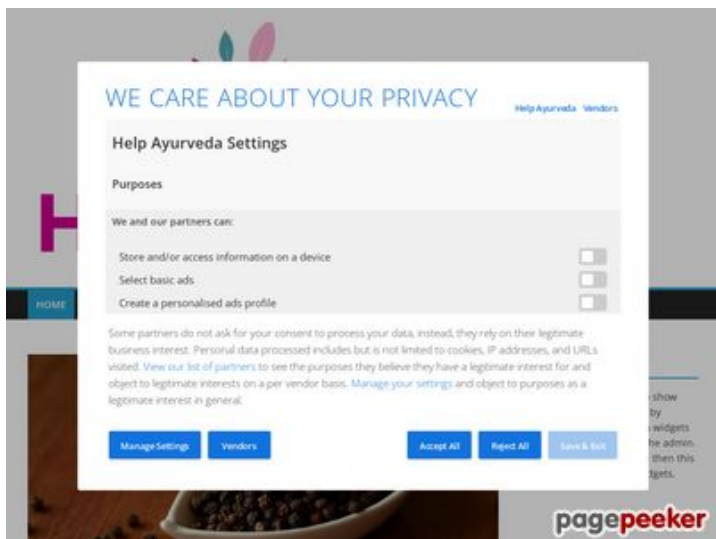 WE CARE ABOUT YOUR PRIVACY
Help Ayurveda Vendors
Help Ayurveda Settings
Purposes
We and our partners can:
Store and/or access information on a device
Select basic ads
Create a personalised ads profile
HOME
Some partners do not ask for your consent to process your data, instead, they rely on their legitimate
business interest. Personal data processed includes but is not limited to cookies, IP addresses, and URLs
visited. View our list of partners to see the purposes they believe they have a legitimate interest for and
object to legitimate interests on a per vendor basis. Manage your settings and object to purposes as a
legitimate interest in general.
show
by
widgets
he admin.
then this
Manage Settings Vendors Accept All Reject All Save & Exit
pagepeeker